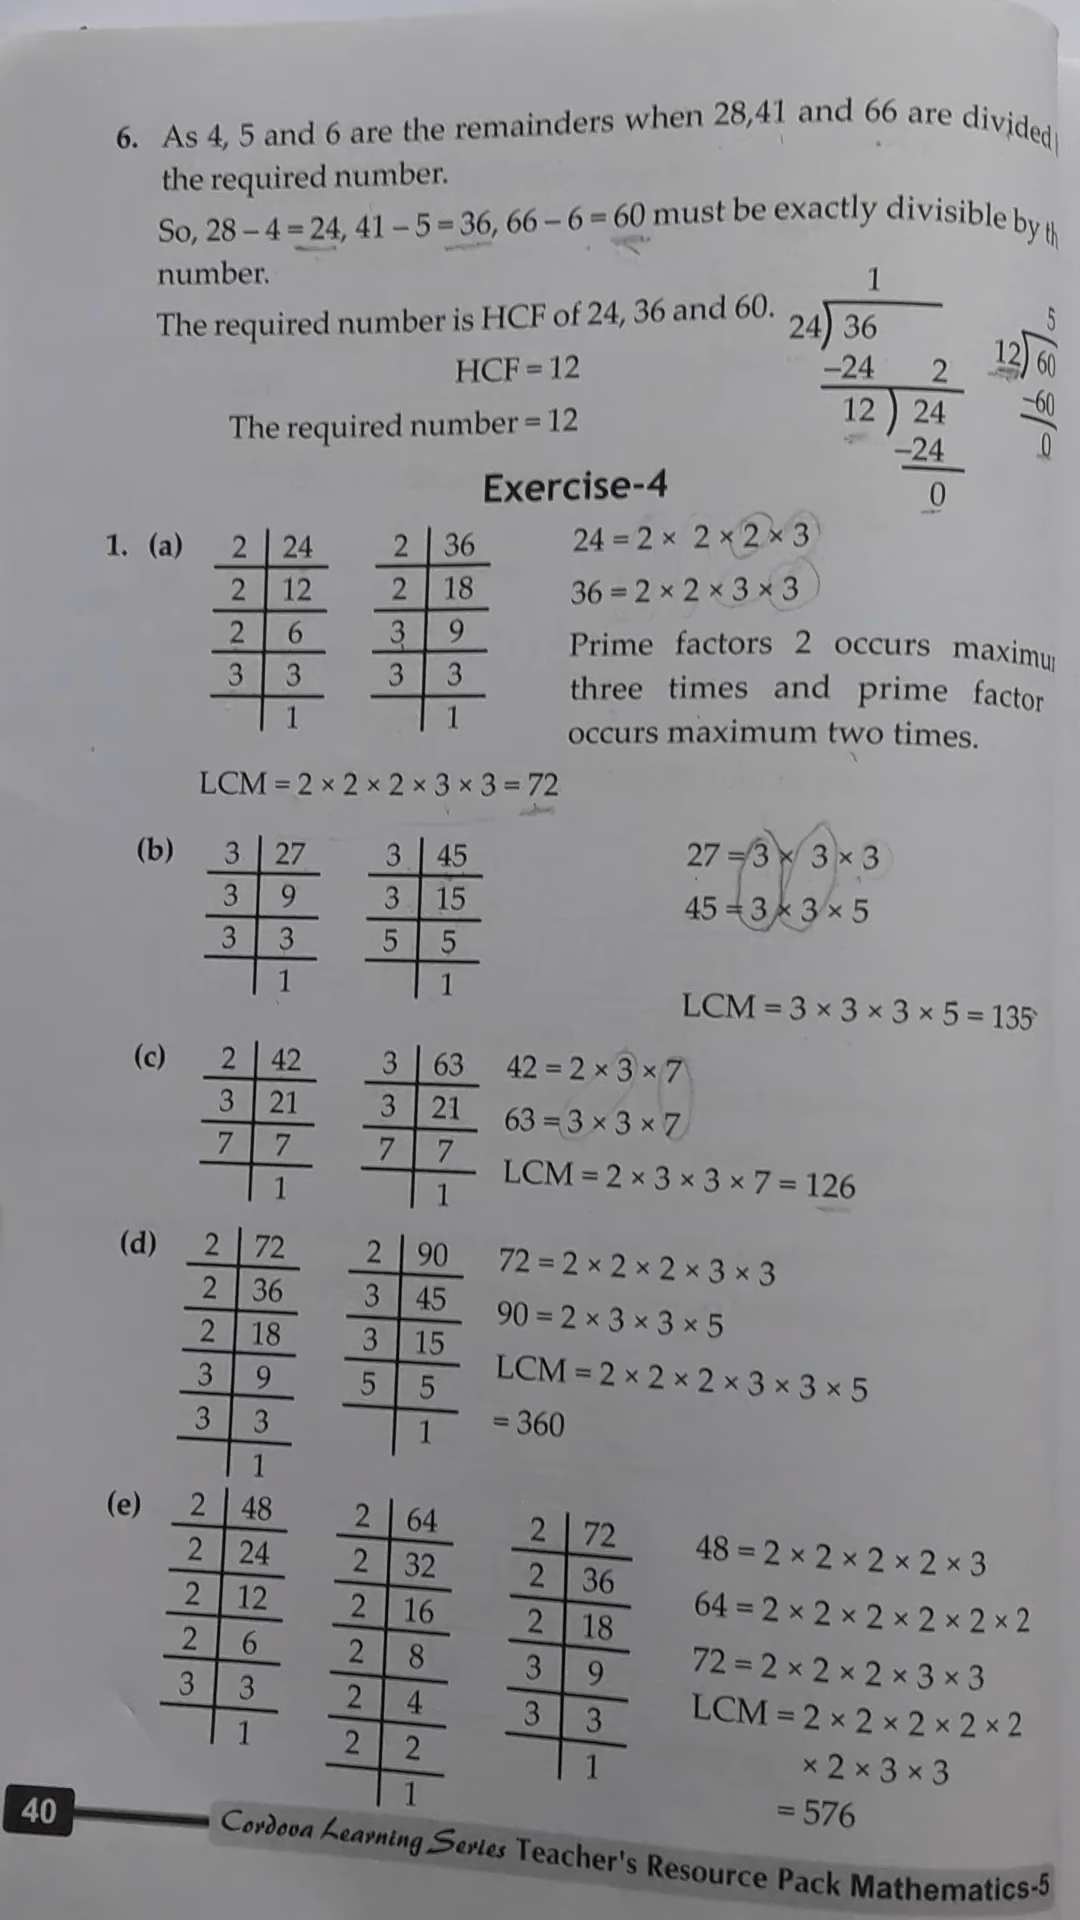 6. As 4, 5 and 6 are the remainders when 28,41 and 66 are divided
the required number.
So, 28 – 4 = 24, 41 – 5 = 36, 66 – 6 = 60 must be exactly divisible by th
number.
The required number is HCF of 24, 36 and 60.
HCF = 12
The required number = 12
1
24) 36
–24 2
12 ) 24
–24
0
5
12) 60
–60
0
Exercise-4
1. (a)
2 | 24
2 | 12
2 | 6
3 | 3
| 1
2 | 36
2 | 18
3 | 9
3 | 3
| 1
24 = 2 × 2 × 2 × 3
36 = 2 × 2 × 3 × 3
Prime factors 2 occurs maximu
three times and prime factor
occurs maximum two times.
LCM = 2 × 2 × 2 × 3 × 3 = 72
(b)
3 | 27
3 | 9
3 | 3
| 1
3 | 45
3 | 15
5 | 5
| 1
27 = 3 × 3 × 3
45 = 3 × 3 × 5
LCM = 3 × 3 × 3 × 5 = 135
(c)
2 | 42
3 | 21
7 | 7
| 1
3 | 63
3 | 21
7 | 7
| 1
42 = 2 × 3 × 7
63 = 3 × 3 × 7
LCM = 2 × 3 × 3 × 7 = 126
(d)
2 | 72
2 | 36
2 | 18
3 | 9
3 | 3
| 1
2 | 90
3 | 45
3 | 15
5 | 5
| 1
72 = 2 × 2 × 2 × 3 × 3
90 = 2 × 3 × 3 × 5
LCM = 2 × 2 × 2 × 3 × 3 × 5
= 360
(e)
2 | 48
2 | 24
2 | 12
2 | 6
3 | 3
| 1
2 | 64
2 | 32
2 | 16
2 | 8
2 | 4
2 | 2
| 1
2 | 72
2 | 36
2 | 18
3 | 9
3 | 3
| 1
48 = 2 × 2 × 2 × 2 × 3
64 = 2 × 2 × 2 × 2 × 2 × 2
72 = 2 × 2 × 2 × 3 × 3
LCM = 2 × 2 × 2 × 2 × 2
× 2 × 3 × 3
= 576
40
Cordova Learning Series Teacher's Resource Pack Mathematics-5